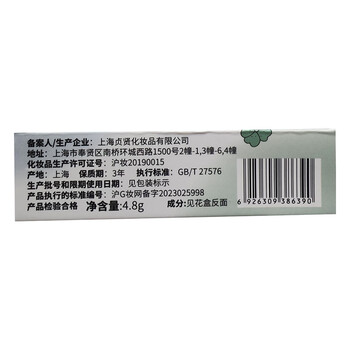 备案人/生产企业：上海贞贤化妆品有限公司
地址：上海市奉贤区南桥环城西路1500号2幢-1,3幢-6,4幢
化妆品生产许可证号：沪妆20190015
产地：上海 保质期：3年 执行标准：GB/T 27576
生产批号和限期使用日期：见包装标示
产品执行的标准编号：沪G妆网备字2023025998
产品检验合格 净含量:4.8g 成分:见花盒反面
6 926309 386390